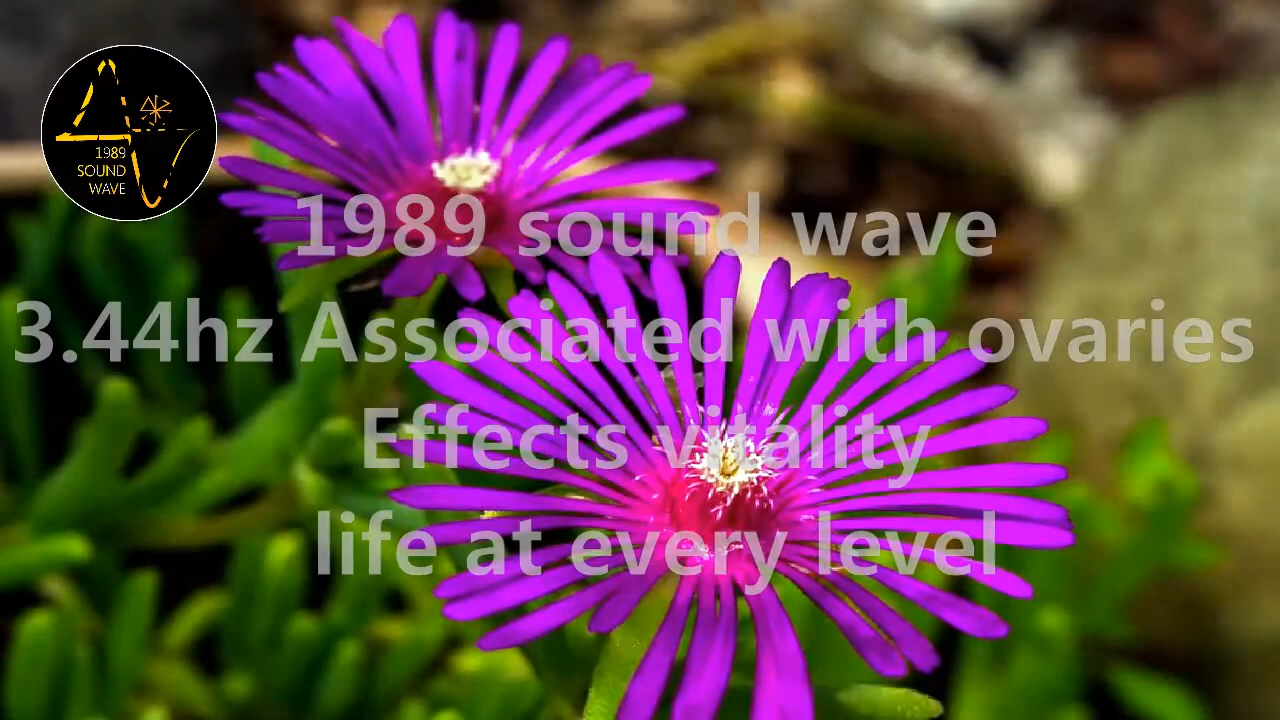 1989
SOUND
WAVE
1989 sound wave
3.44hz Associated with ovaries
Effects vitality
life at every level